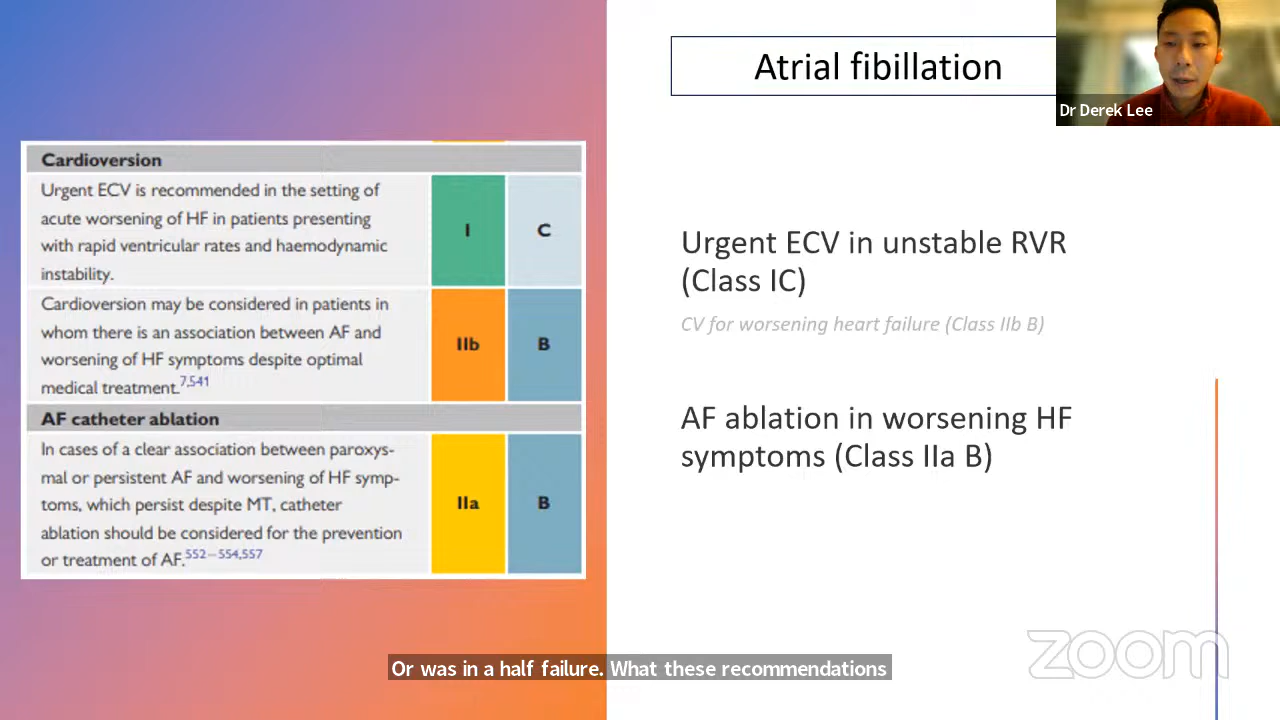 Atrial fibillation
Dr Derek Lee
Cardioversion
Urgent ECV is recommended in the setting of
acute worsening of HF in patients presenting
with rapid ventricular rates and haemodynamic
instability.
I
C
Cardioversion may be considered in patients in
whom there is an association between AF and
worsening of HF symptoms despite optimal
medical treatment.7,541
IIb
B
AF catheter ablation
In cases of a clear association between paroxys-
mal or persistent AF and worsening of HF symp-
toms, which persist despite MT, catheter
ablation should be considered for the prevention
or treatment of AF.552–554,557
IIa
B
Urgent ECV in unstable RVR
(Class IC)
CV for worsening heart failure (Class IIb B)
AF ablation in worsening HF
symptoms (Class IIa B)
zoom
Or was in a half failure. What these recommendations